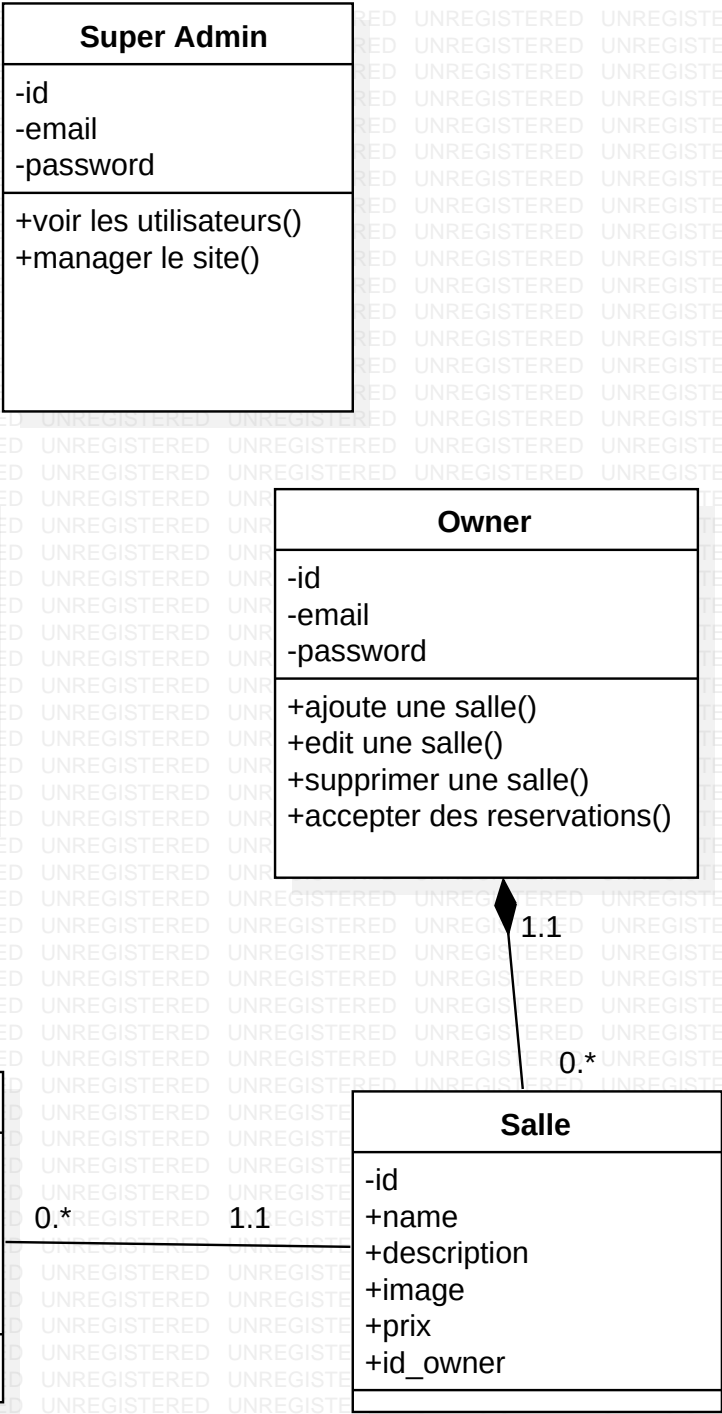 Super Admin
-id
-email
-password
+voir les utilisateurs()
+manager le site()
Owner
-id
-email
-password
+ajoute une salle()
+edit une salle()
+supprimer une salle()
+accepter des reservations()
1.1
0.*
Salle
-id
+name
+description
+image
+prix
+id_owner
0.* 1.1
UNREGISTERED